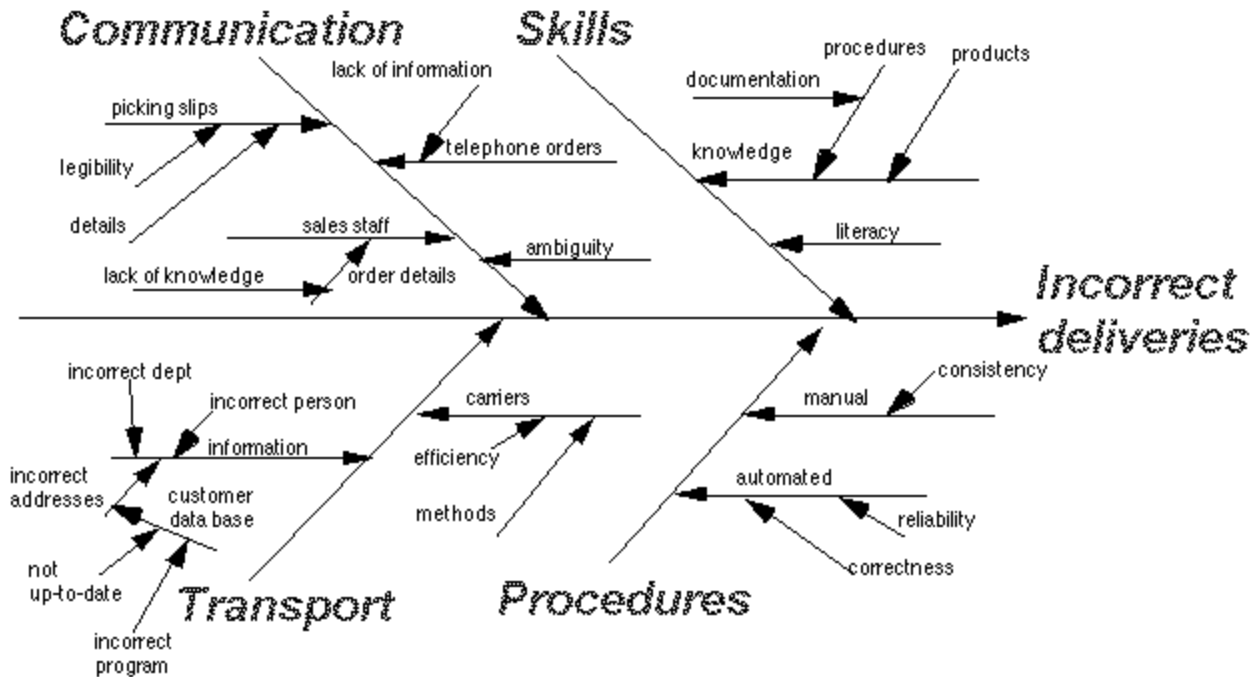 Communication
Skills
procedures
products
lack of information
documentation
picking slips
telephone orders
knowledge
legibility
details
sales staff
literacy
ambiguity
lack of knowledge
order details
Incorrect
deliveries
incorrect dept
consistency
incorrect person
carriers
manual
information
efficiency
incorrect
addresses
customer
data base
automated
methods
reliability
not
up-to-date
correctness
Transport
Procedures
incorrect
program